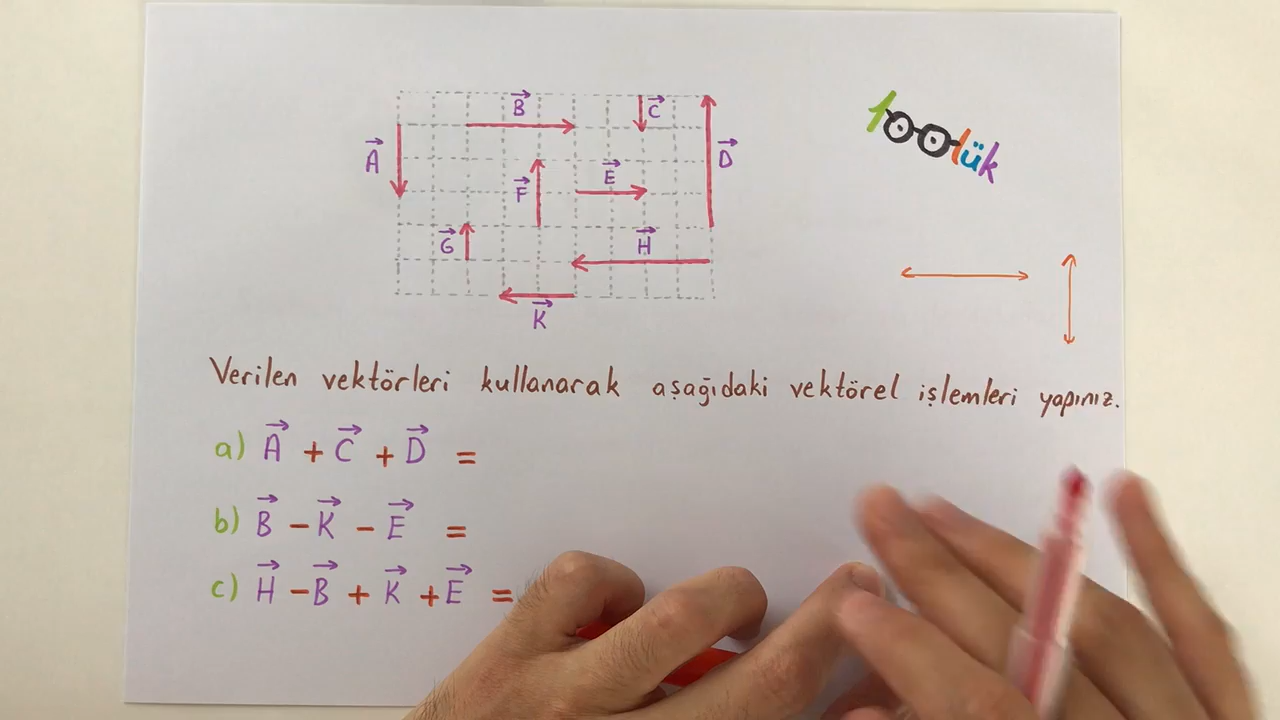 B C
A D
F E
G H
K
100lük
Verilen vektörleri kullanarak aşağıdaki vektörel işlemleri yapınız.
a) A + C + D =
b) B - K - E =
c) H - B + K + E =